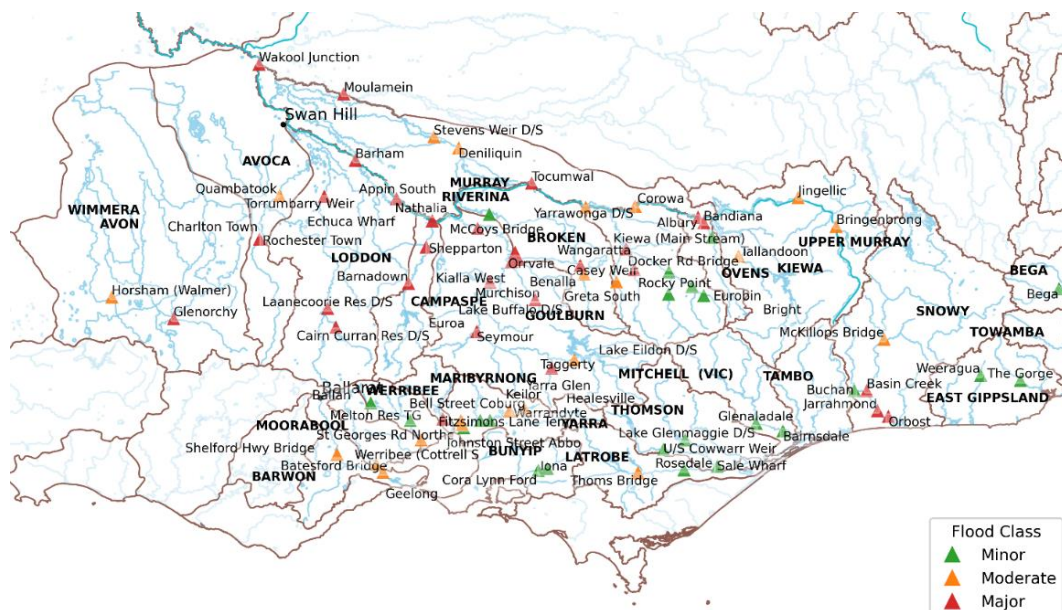 Wakool Junction
Moulamein
Swan Hill
Stevens Weir D/S
Deniliquin
Barham
AVOCA
Tocumwal
MURRAY
RIVERINA
Quambatook
Torrumbarry Weir
Appin South
Jingellic
WIMMERA
AVON
Nathalia
Yarrawonga D/S
Corowa
Bandiana
Charlton Town
Echuca Wharf
McCoys Bridge
Albury
Bringenbrong
Rochester Town
BROKEN
Kiewa (Main Stream)
UPPER MURRAY
Shepparton
Wangaratta
Tallandoon
LODDON
Orrvale
Docker Rd Bridge
OVENS
KIEWA
BEGA
Barnadown
Kialla West
Benalla
Casey Weir
Rocky Point
Bega
Horsham (Walmer)
Murchison
Greta South
Eurobin
Laanecoorie Res D/S
CAMPASPE
Lake Buffalo D/S
Bright
SNOWY
Glenorchy
GOULBURN
Euroa
TOWAMBA
Cairn Curran Res D/S
Seymour
McKillops Bridge
Lake Eildon D/S
Taggerty
MARIBYRNONG
MITCHELL (VIC)
TAMBO
Weeragua
The Gorge
Ballarat
Ballan
WERRIBEE
Keilor
Yarra Glen
Healesville
Buchan
Basin Creek
EAST GIPPSLAND
Melton Res TG
Bell Street Coburg
Warrandyte
THOMSON
Jarrahmond
Orbost
MOORABOOL
Fitzsimons Lane Temp
YARRA
Glenaladale
St Georges Rd North
Johnston Street Abbo
Lake Glenmaggie D/S
Bairnsdale
Shelford Hwy Bridge
Werribee (Cottrell S
BUNYIP
LATROBE
U/S Cowwarr Weir
Batesford Bridge
Iona
Rosedale
Sale Wharf
BARWON
Cora Lynn Ford
Thoms Bridge
Geelong
Flood Class
Minor
Moderate
Major